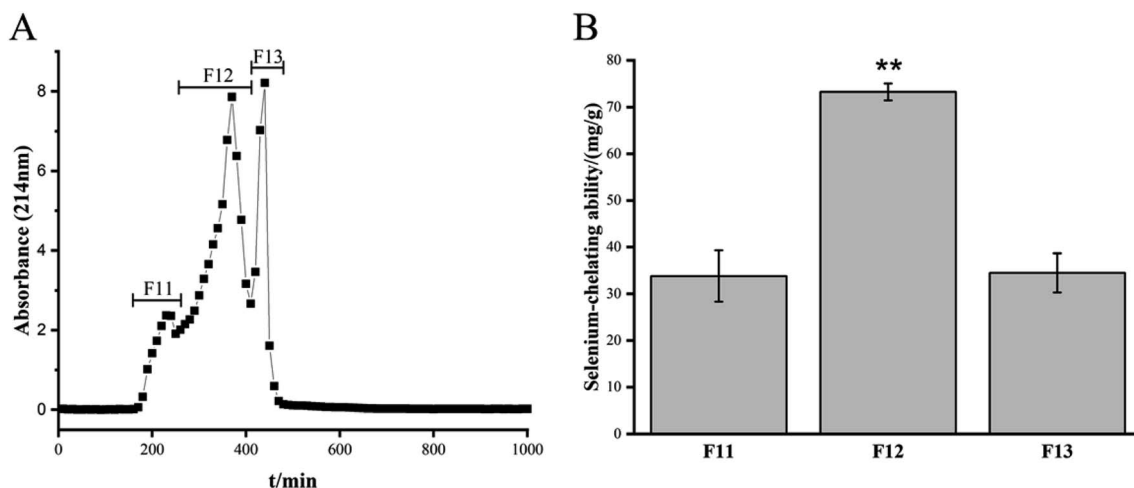 A
F11
F12
F13
8
6
4
2
0
Absorbance (214nm)
0 200 400 600 800 1000
t/min
B
80
70
60
50
40
30
20
10
0
Selenium-chelating ability/(mg/g)
**
F11 F12 F13